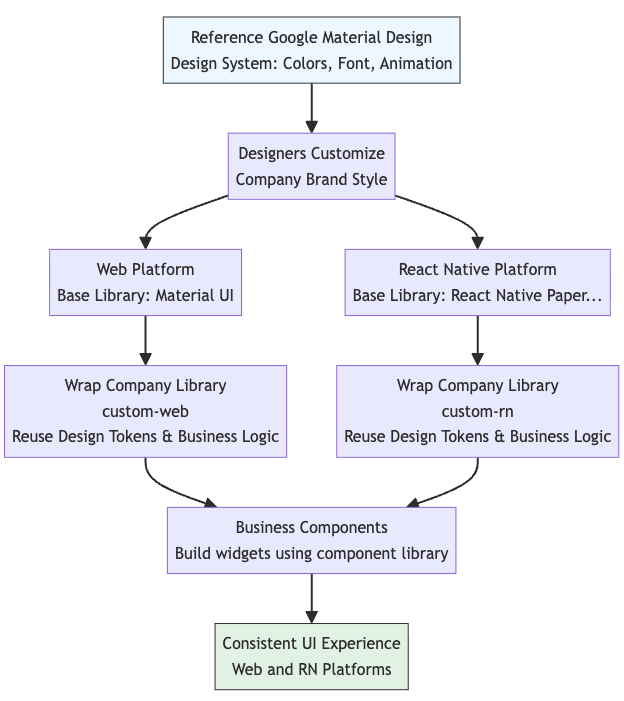 Reference Google Material Design
Design System: Colors, Font, Animation
Designers Customize
Company Brand Style
Web Platform
Base Library: Material UI
React Native Platform
Base Library: React Native Paper...
Wrap Company Library
custom-web
Reuse Design Tokens & Business Logic
Wrap Company Library
custom-rn
Reuse Design Tokens & Business Logic
Business Components
Build widgets using component library
Consistent UI Experience
Web and RN Platforms